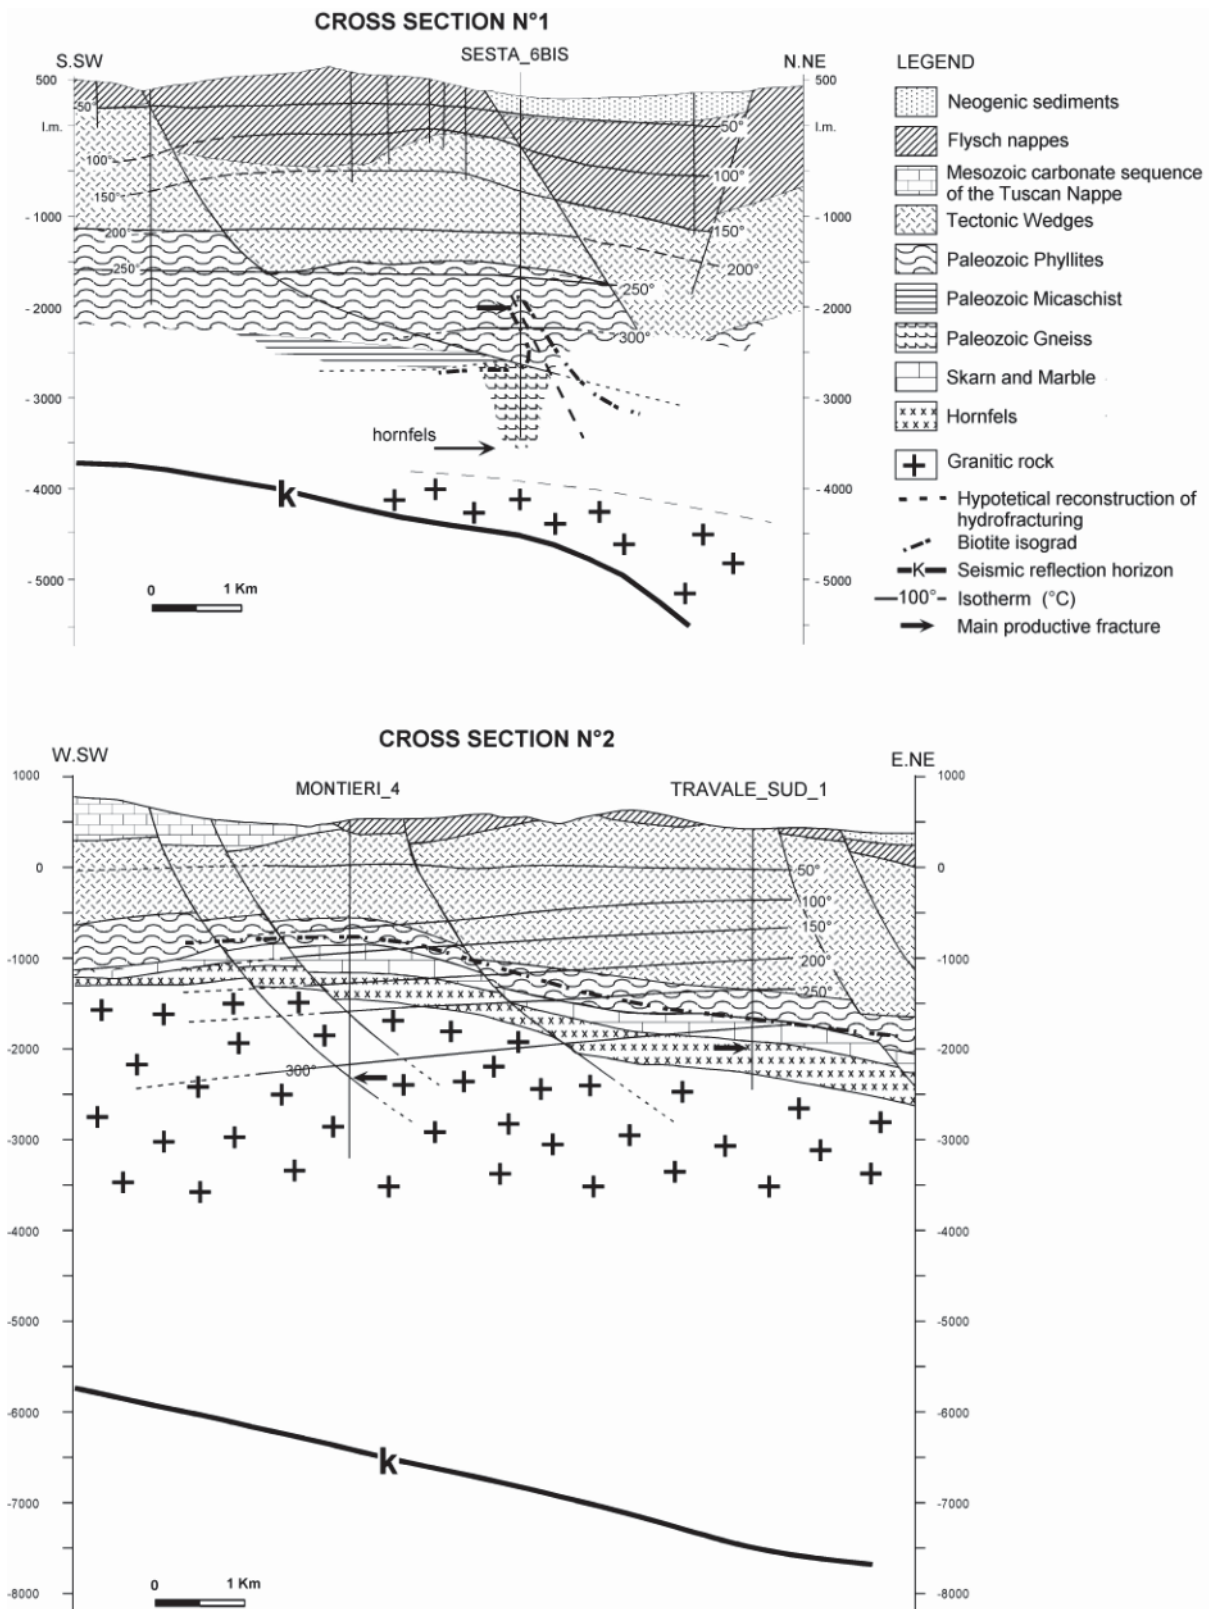 CROSS SECTION N°1
S.SW
SESTA_6BIS
N.NE
500
l.m.
- 1000
- 2000
- 3000
- 4000
- 5000
500
l.m.
- 1000
- 2000
- 3000
- 4000
- 5000
50°
100°
150°
200°
250°
50°
100°
150°
200°
250°
300°
hornfels
k
0 1 Km
LEGEND
Neogenic sediments
Flysch nappes
Mesozoic carbonate sequence
of the Tuscan Nappe
Tectonic Wedges
Paleozoic Phyllites
Paleozoic Micaschist
Paleozoic Gneiss
Skarn and Marble
Hornfels
Granitic rock
Hypotetical reconstruction of
hydrofracturing
Biotite isograd
K Seismic reflection horizon
100° Isotherm (°C)
Main productive fracture
CROSS SECTION N°2
W.SW
MONTIERI_4
TRAVALE_SUD_1
E.NE
1000
0
-1000
-2000
-3000
-4000
-5000
-6000
-7000
-8000
1000
0
-1000
-2000
-3000
-4000
-5000
-6000
-7000
-8000
50°
100°
150°
200°
250°
300°
k
0 1 Km